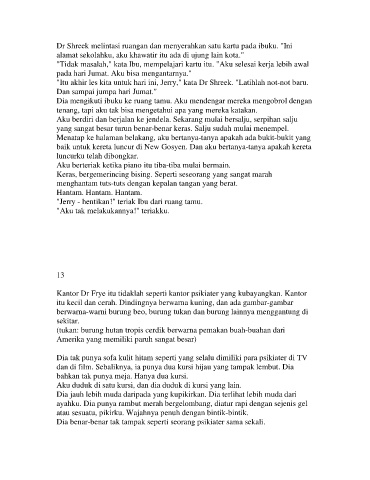 Dr Shreek melintasi ruangan dan menyerahkan satu kartu pada ibuku. "Ini
alamat sekolahku, aku khawatir itu ada di ujung lain kota."
"Tidak masalah," kata Ibu, mempelajari kartu itu. "Aku selesai kerja lebih awal
pada hari Jumat. Aku bisa mengantarnya."
"Itu akhir les kita untuk hari ini, Jerry," kata Dr Shreek. "Latihlah not-not baru.
Dan sampai jumpa hari Jumat."
Dia mengikuti ibuku ke ruang tamu. Aku mendengar mereka mengobrol dengan
tenang, tapi aku tak bisa mengetahui apa yang mereka katakan.
Aku berdiri dan berjalan ke jendela. Sekarang mulai bersalju, serpihan salju
yang sangat besar turun benar-benar keras. Salju sudah mulai menempel.
Menatap ke halaman belakang, aku bertanya-tanya apakah ada bukit-bukit yang
baik untuk kereta luncur di New Gosyen. Dan aku bertanya-tanya apakah kereta
luncurku telah dibongkar.
Aku berteriak ketika piano itu tiba-tiba mulai bermain.
Keras, bergemerincing bising. Seperti seseorang yang sangat marah
menghantam tuts-tuts dengan kepalan tangan yang berat.
Hantam. Hantam. Hantam.
"Jerry - hentikan!" teriak Ibu dari ruang tamu.
"Aku tak melakukannya!" teriakku.
13
Kantor Dr Frye itu tidaklah seperti kantor psikiater yang kubayangkan. Kantor
itu kecil dan cerah. Dindingnya berwarna kuning, dan ada gambar-gambar
berwarna-warni burung beo, burung tukan dan burung lainnya menggantung di
sekitar.
(tukan: burung hutan tropis cerdik berwarna pemakan buah-buahan dari
Amerika yang memiliki paruh sangat besar)
Dia tak punya sofa kulit hitam seperti yang selalu dimiliki para psikiater di TV
dan di film. Sebaliknya, ia punya dua kursi hijau yang tampak lembut. Dia
bahkan tak punya meja. Hanya dua kursi.
Aku duduk di satu kursi, dan dia duduk di kursi yang lain.
Dia jauh lebih muda daripada yang kupikirkan. Dia terlihat lebih muda dari
ayahku. Dia punya rambut merah bergelombang, diatur rapi dengan sejenis gel
atau sesuatu, pikirku. Wajahnya penuh dengan bintik-bintik.
Dia benar-benar tak tampak seperti seorang psikiater sama sekali.